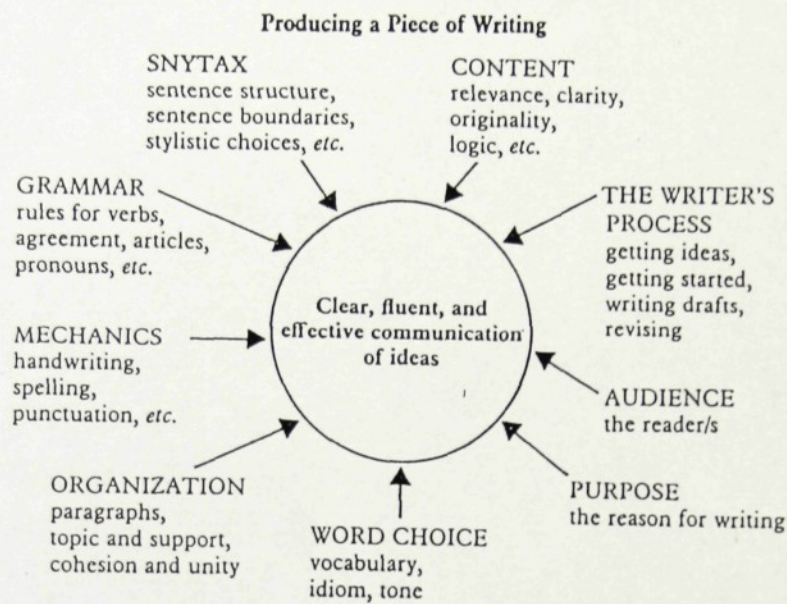 Producing a Piece of Writing
SNYTAX
sentence structure,
sentence boundaries,
stylistic choices, etc.
CONTENT
relevance, clarity,
originality,
logic, etc.
THE WRITER'S
PROCESS
getting ideas,
getting started,
writing drafts,
revising
AUDIENCE
the reader/s
PURPOSE
the reason for writing
WORD CHOICE
vocabulary,
idiom, tone
ORGANIZATION
paragraphs,
topic and support,
cohesion and unity
MECHANICS
handwriting,
spelling,
punctuation, etc.
GRAMMAR
rules for verbs,
agreement, articles,
pronouns, etc.
Clear, fluent, and
effective communication
of ideas